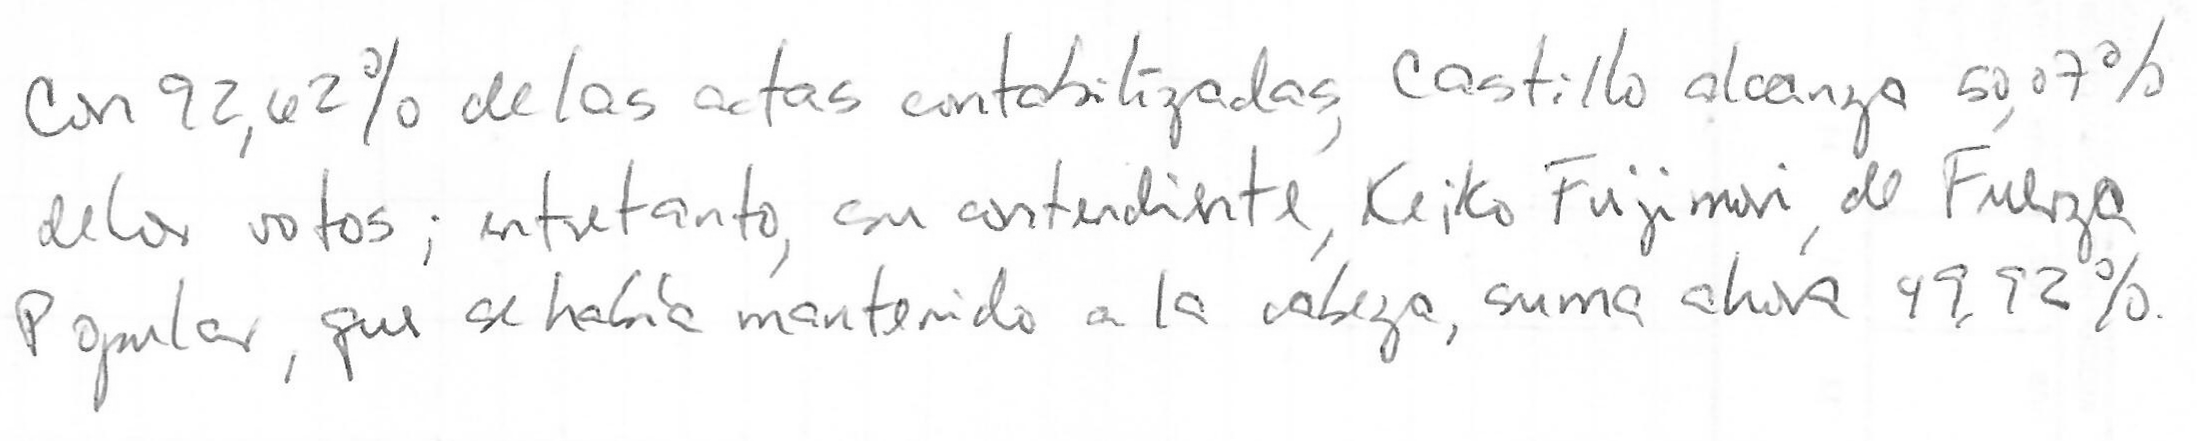 Con 92,62% de las actas contabilizadas, Castillo alcanza 50,07%
de los votos; entretanto, su contendiente, Keiko Fujimori, de Fuerza
Popular, que se había mantenido a la cabeza, suma ahora 49,92%.